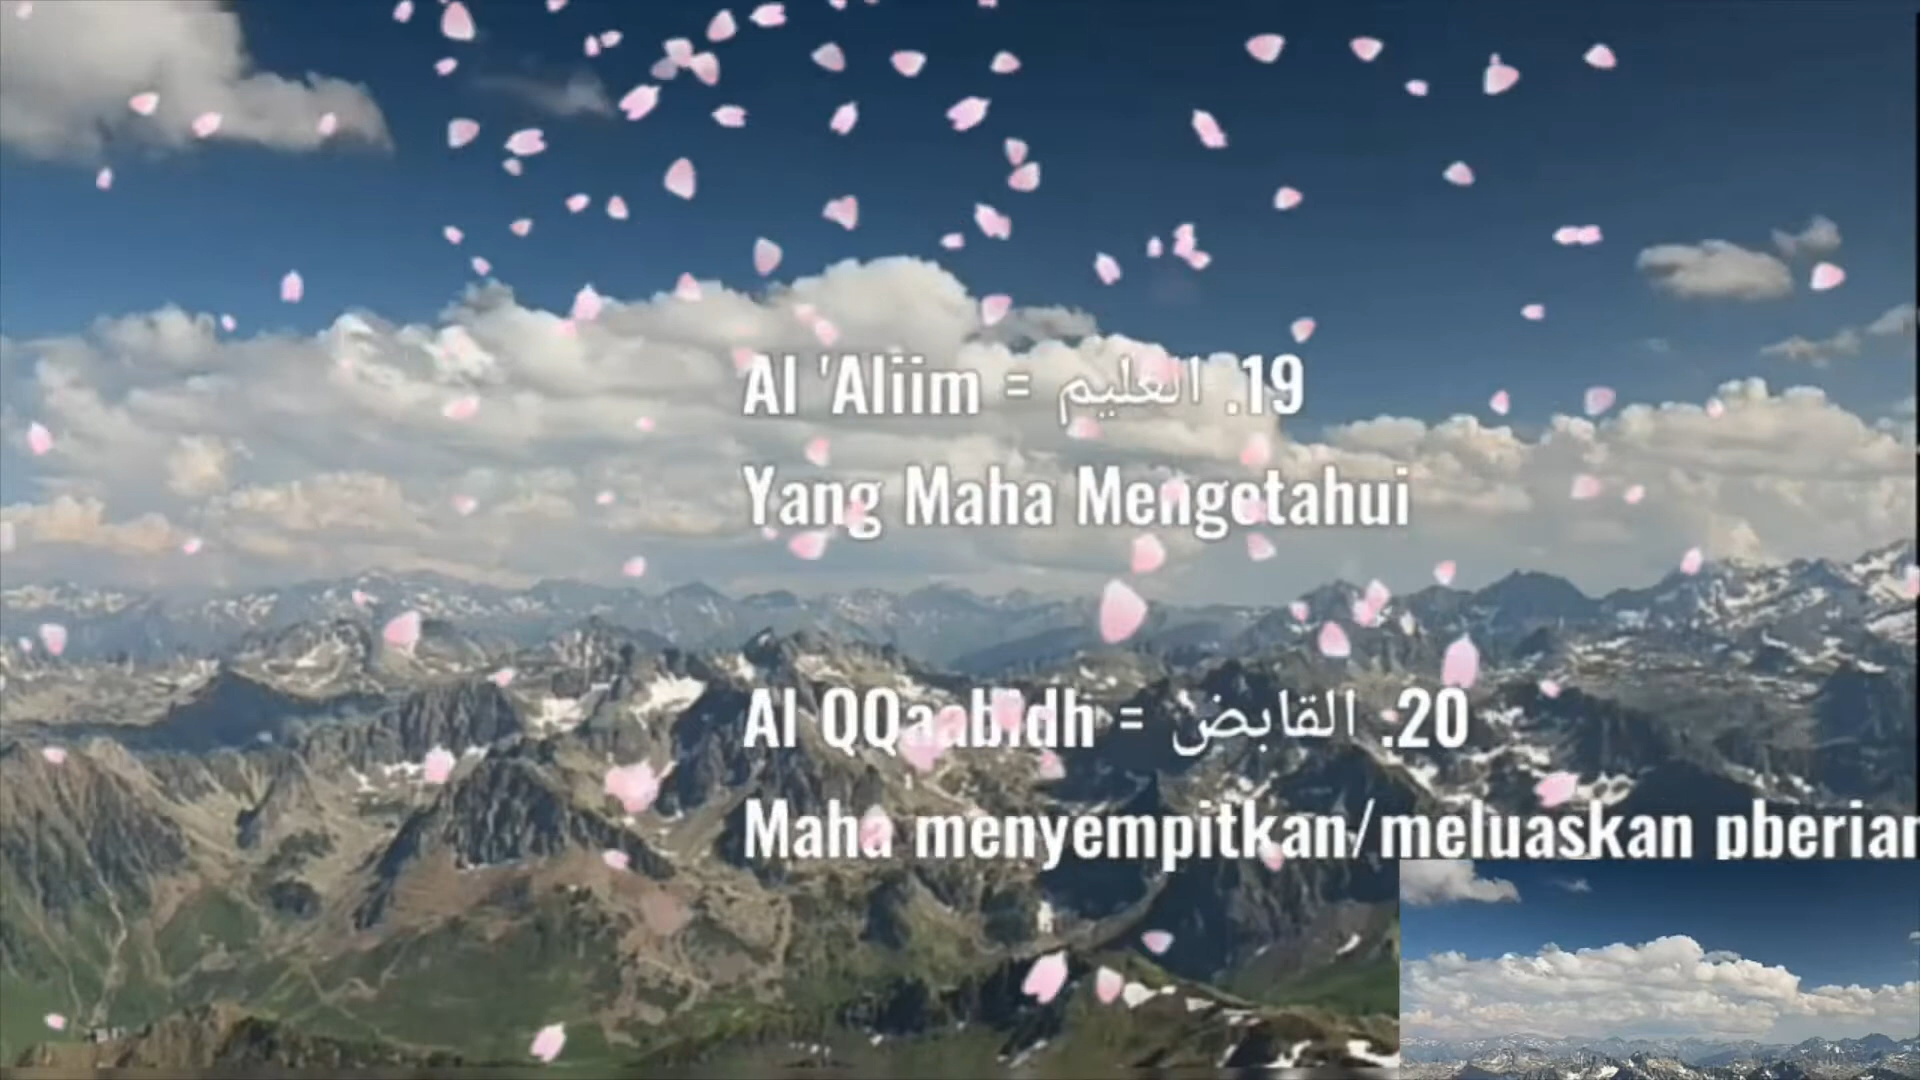 Al 'Aliim = العليم .19
Yang Maha Mengetahui
Al QQaabidh = القابض .20
Maha menyempitkan/meluaskan pberian